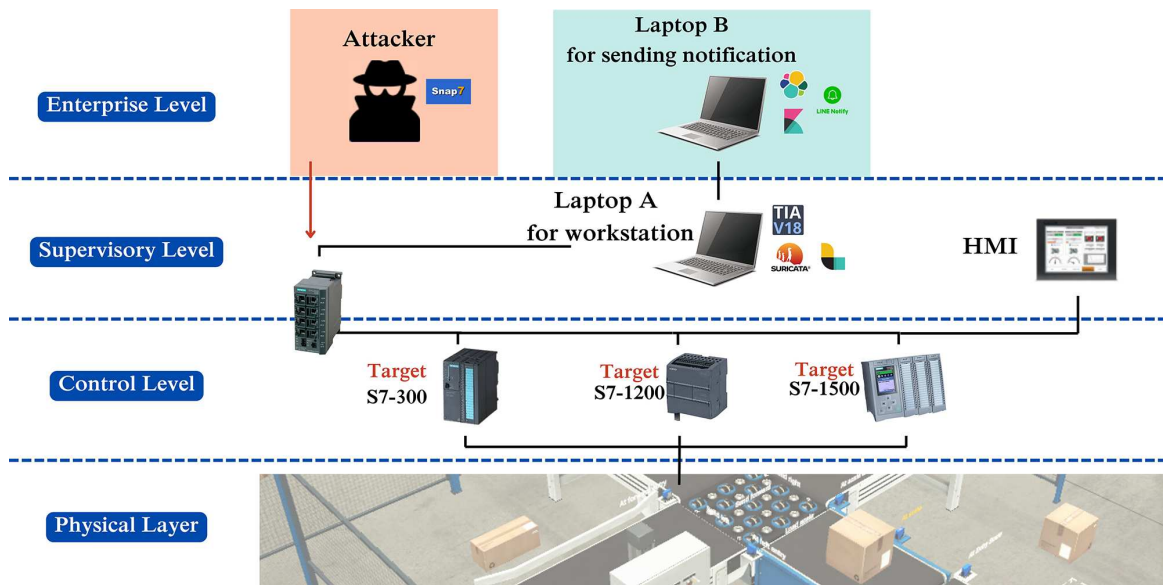 Attacker
Snap7
Laptop B
for sending notification
LINE Notify
Enterprise Level
Laptop A
for workstation
TIA
V18
SURICATA
HMI
Supervisory Level
Target
S7-300
Target
S7-1200
Target
S7-1500
Control Level
Physical Layer